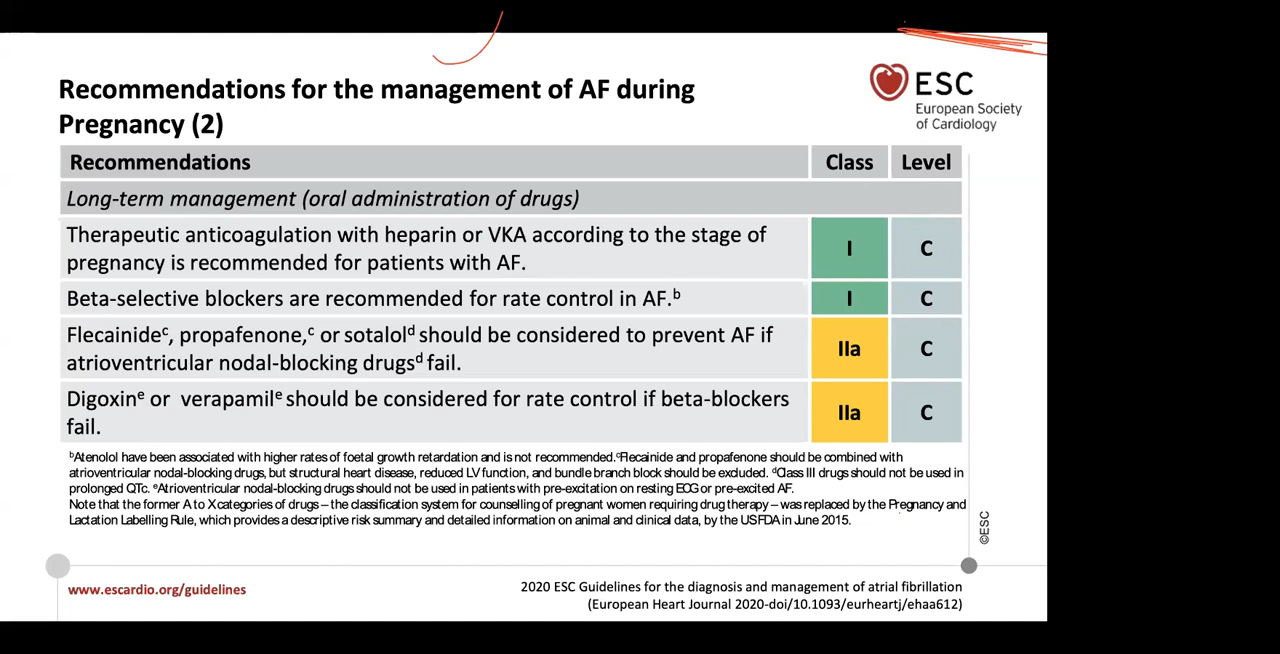 Recommendations for the management of AF during
Pregnancy (2)
ESC
European Society
of Cardiology
Recommendations Class Level
Long-term management (oral administration of drugs)
Therapeutic anticoagulation with heparin or VKA according to the stage of
pregnancy is recommended for patients with AF.
I C
Beta-selective blockers are recommended for rate control in AF.ᵇ I C
Flecainideᶜ, propafenone,ᶜ or sotalolᵈ should be considered to prevent AF if
atrioventricular nodal-blocking drugsᵈ fail.
IIa C
Digoxinᵉ or verapamilᵉ should be considered for rate control if beta-blockers
fail.
IIa C
ᵇAtenolol have been associated with higher rates of foetal growth retardation and is not recommended.ᶜFlecainide and propafenone should be combined with
atrioventricular nodal-blocking drugs, but structural heart disease, reduced LV function, and bundle branch block should be excluded. ᵈClass III drugs should not be used in
prolonged QTc. ᵉAtrioventricular nodal-blocking drugs should not be used in patients with pre-excitation on resting ECG or pre-excited AF.
Note that the former A to X categories of drugs – the classification system for counselling of pregnant women requiring drug therapy – was replaced by the Pregnancy and
Lactation Labelling Rule, which provides a descriptive risk summary and detailed information on animal and clinical data, by the US FDA in June 2015.
©ESC
www.escardio.org/guidelines
2020 ESC Guidelines for the diagnosis and management of atrial fibrillation
(European Heart Journal 2020-doi/10.1093/eurheartj/ehaa612)